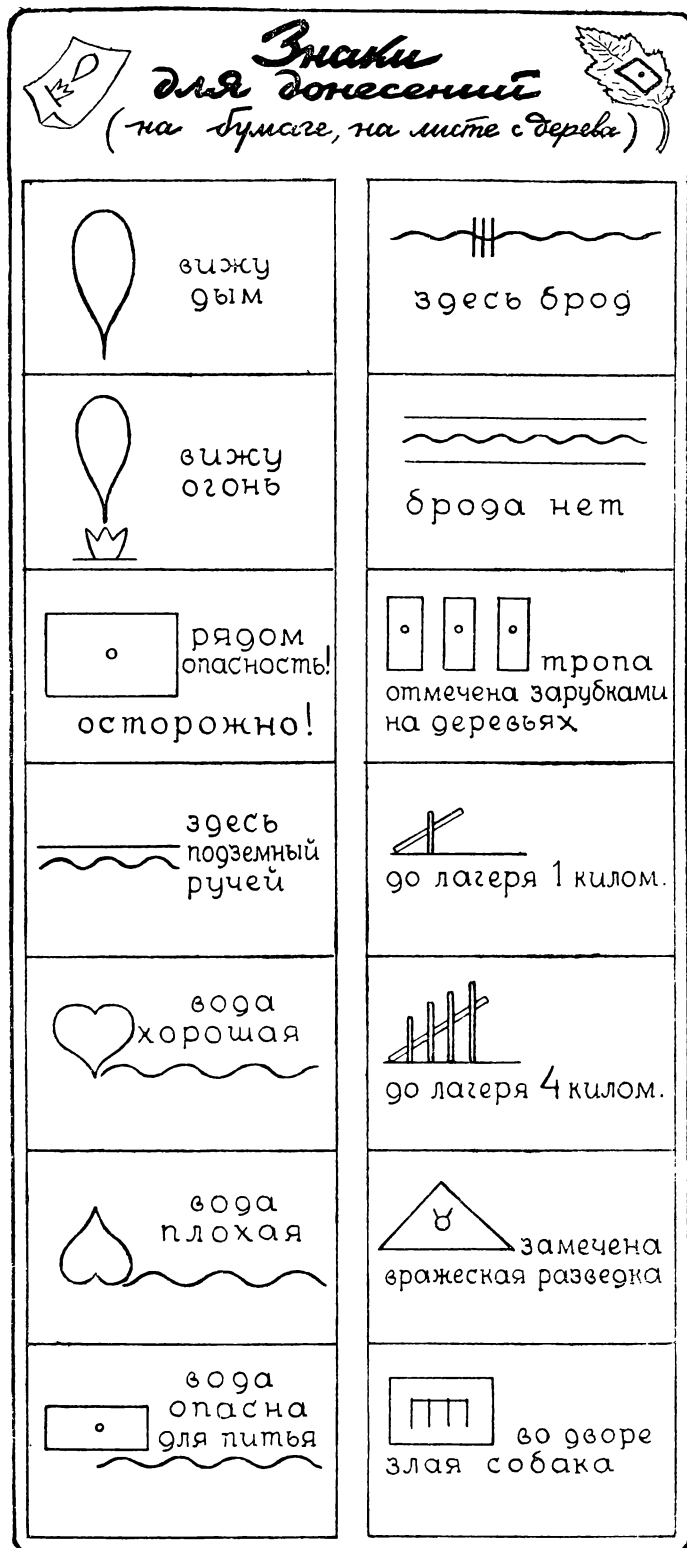 Знаки
для донесений
(на бумаге, на листе с дерева)
вижу
дым
вижу
огонь
рядом
опасность!
осторожно!
здесь
подземный
ручей
вода
хорошая
вода
плохая
вода
опасна
для питья
здесь брод
брода нет
тропа
отмечена зарубками
на деревьях
до лагеря 1 килом.
до лагеря 4 килом.
замечена
вражеская разведка
во дворе
злая собака